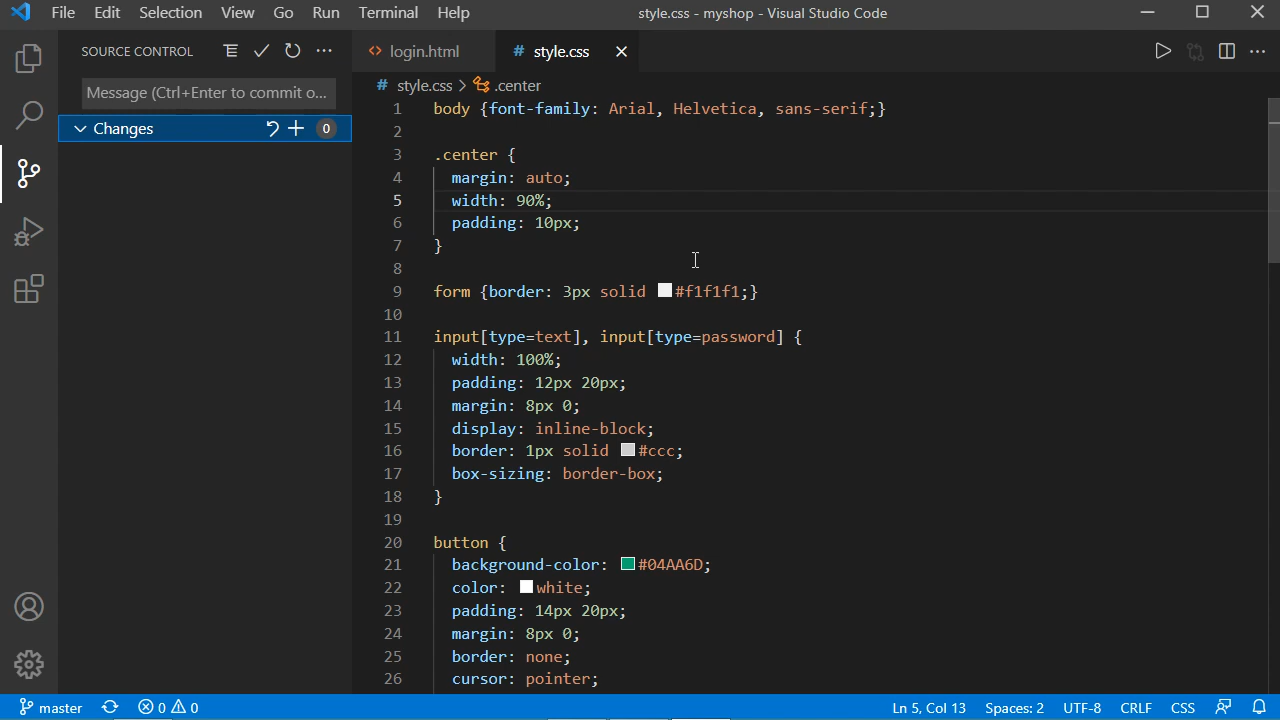 File Edit Selection View Go Run Terminal Help
style.css - myshop - Visual Studio Code
SOURCE CONTROL
Message (Ctrl+Enter to commit o...
Changes
0
login.html
# style.css
# style.css > .center
1 body {font-family: Arial, Helvetica, sans-serif;}
2
3 .center {
4 margin: auto;
5 width: 90%;
6 padding: 10px;
7 }
8
9 form {border: 3px solid #f1f1f1;}
10
11 input[type=text], input[type=password] {
12 width: 100%;
13 padding: 12px 20px;
14 margin: 8px 0;
15 display: inline-block;
16 border: 1px solid #ccc;
17 box-sizing: border-box;
18 }
19
20 button {
21 background-color: #04AA6D;
22 color: white;
23 padding: 14px 20px;
24 margin: 8px 0;
25 border: none;
26 cursor: pointer;
master 0 0 Ln 5, Col 13 Spaces: 2 UTF-8 CRLF CSS